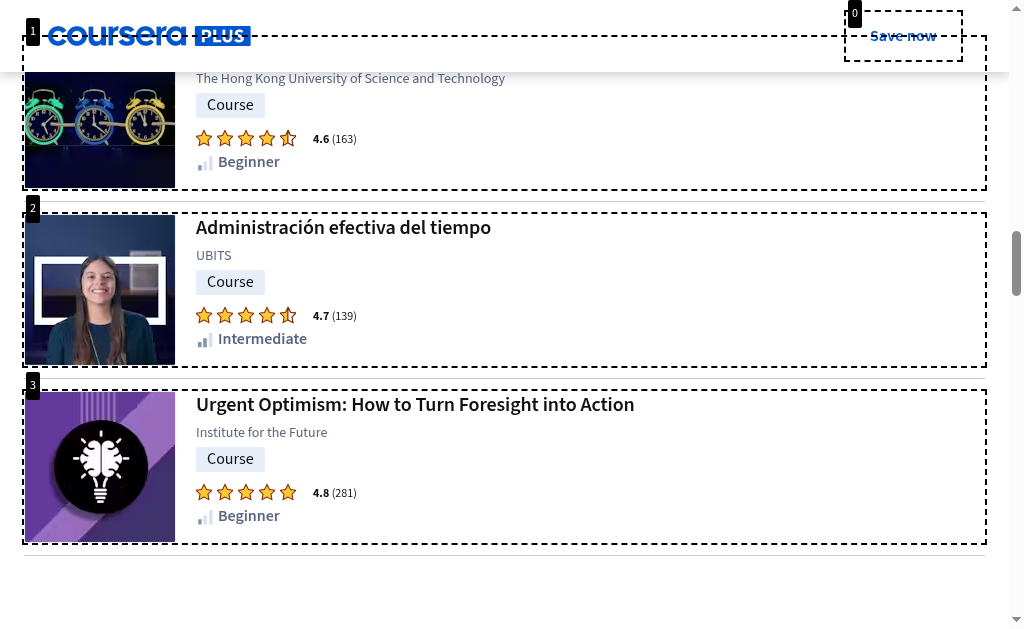 coursera PLUS
Save now
The Hong Kong University of Science and Technology
Course
4.6 (163)
Beginner
Administración efectiva del tiempo
UBITS
Course
4.7 (139)
Intermediate
Urgent Optimism: How to Turn Foresight into Action
Institute for the Future
Course
4.8 (281)
Beginner
0
1
2
3